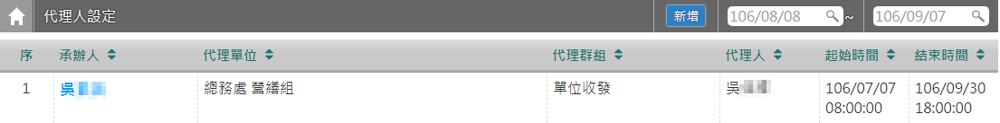 代理人設定 新增 106/08/08 ~ 106/09/07
序 承辦人 代理單位 代理群組 代理人 起始時間 結束時間
1 吳 總務處 營繕組 單位收發 吳 106/07/07 106/09/30
08:00:00 18:00:00